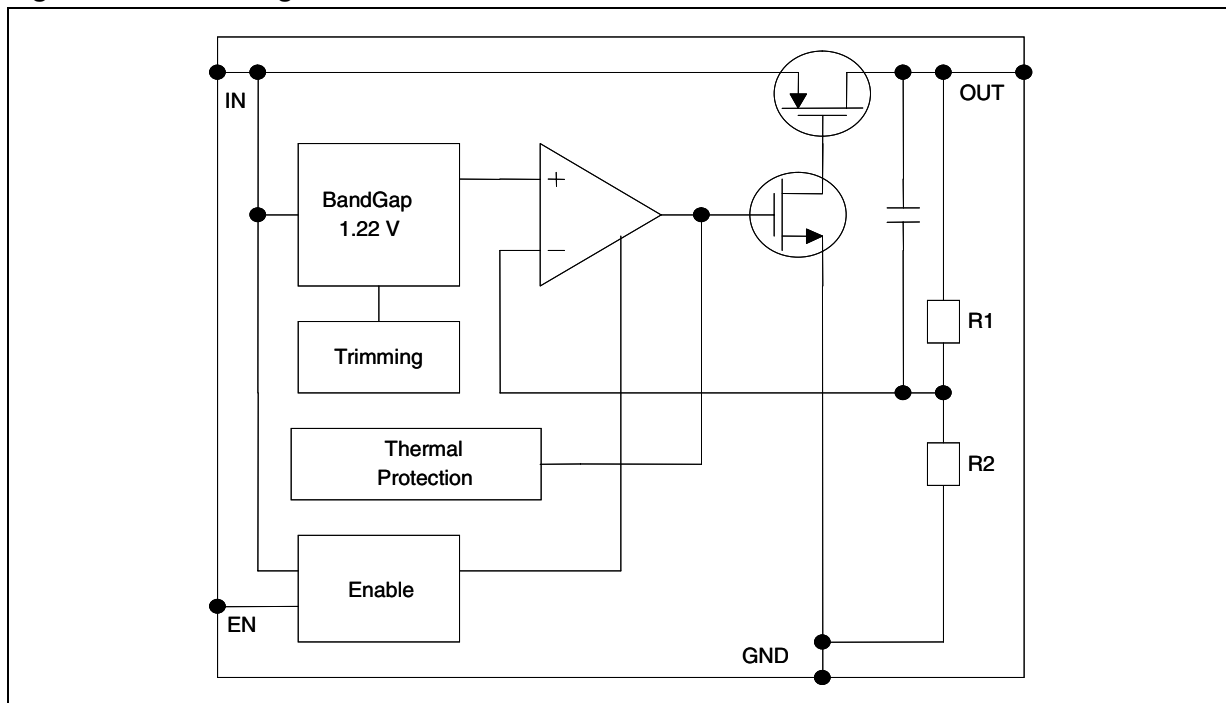 IN
OUT
BandGap
1.22 V
+
−
Trimming
R1
Thermal
Protection
R2
Enable
EN
GND